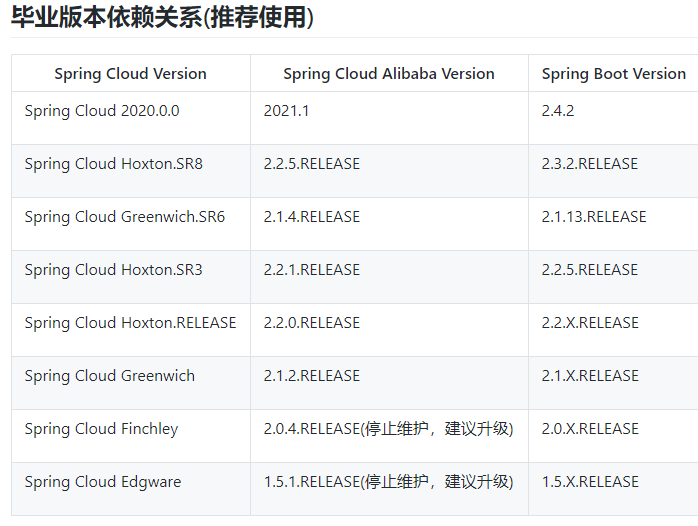 毕业版本依赖关系(推荐使用)
Spring Cloud Version Spring Cloud Alibaba Version Spring Boot Version
Spring Cloud 2020.0.0 2021.1 2.4.2
Spring Cloud Hoxton.SR8 2.2.5.RELEASE 2.3.2.RELEASE
Spring Cloud Greenwich.SR6 2.1.4.RELEASE 2.1.13.RELEASE
Spring Cloud Hoxton.SR3 2.2.1.RELEASE 2.2.5.RELEASE
Spring Cloud Hoxton.RELEASE 2.2.0.RELEASE 2.2.X.RELEASE
Spring Cloud Greenwich 2.1.2.RELEASE 2.1.X.RELEASE
Spring Cloud Finchley 2.0.4.RELEASE(停止维护，建议升级) 2.0.X.RELEASE
Spring Cloud Edgware 1.5.1.RELEASE(停止维护，建议升级) 1.5.X.RELEASE